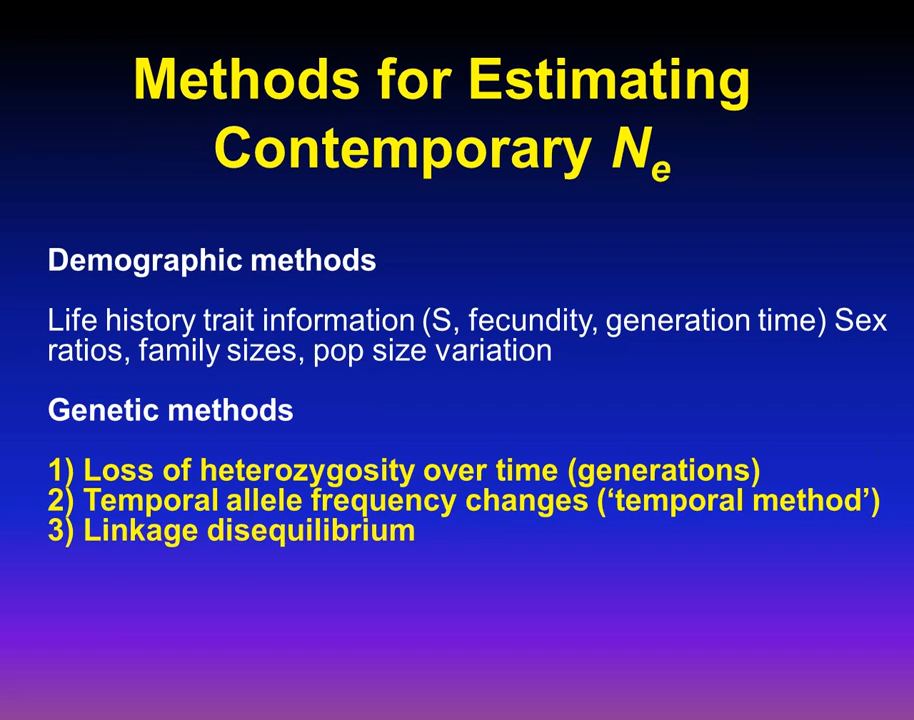 Methods for Estimating
Contemporary Ne
Demographic methods
Life history trait information (S, fecundity, generation time) Sex
ratios, family sizes, pop size variation
Genetic methods
1) Loss of heterozygosity over time (generations)
2) Temporal allele frequency changes (‘temporal method’)
3) Linkage disequilibrium